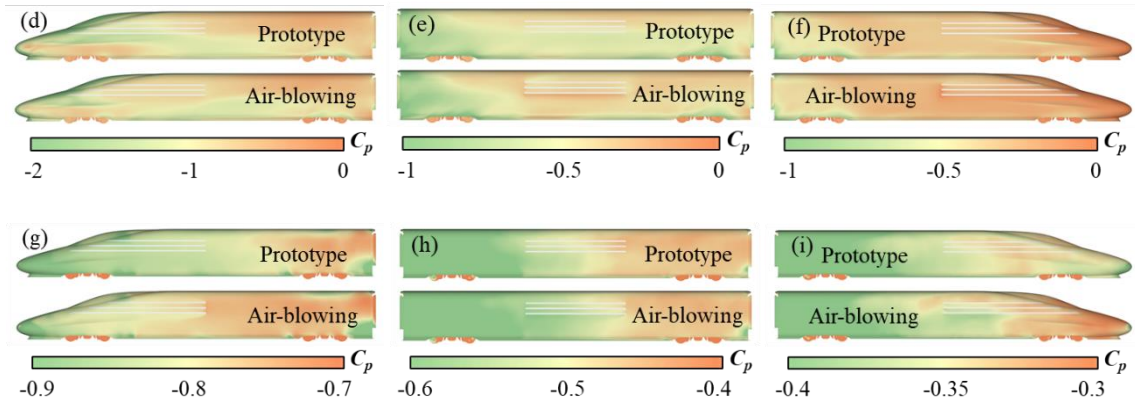 (d)
Prototype
Air-blowing
C_p
-2 -1 0
(e)
Prototype
Air-blowing
C_p
-1 -0.5 0
(f)
Prototype
Air-blowing
C_p
-1 -0.5 0
(g)
Prototype
Air-blowing
C_p
-0.9 -0.8 -0.7
(h)
Prototype
Air-blowing
C_p
-0.6 -0.5 -0.4
(i)
Prototype
Air-blowing
C_p
-0.4 -0.35 -0.3